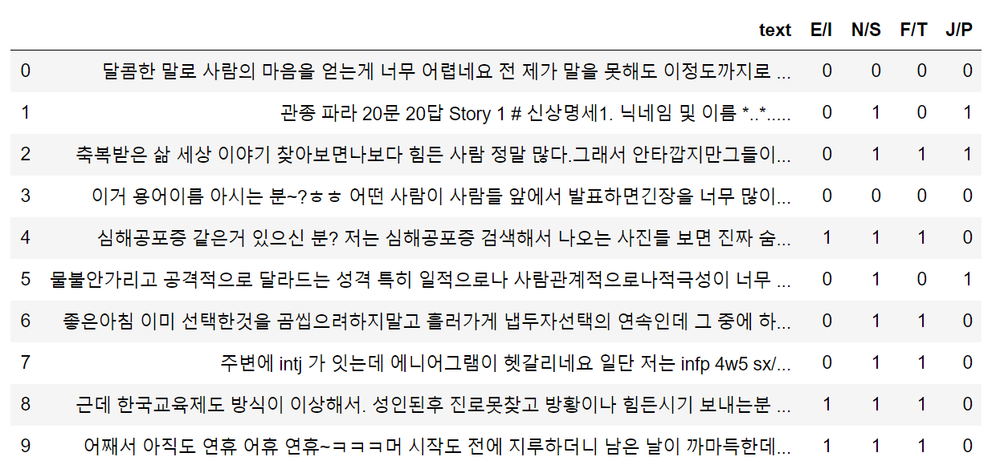 text E/I N/S F/T J/P
0 달콤한 말로 사람의 마음을 얻는게 너무 어렵네요 전 제가 말을 못해도 이정도까지로 ... 0 0 0 0
1 관종 파라 20문 20답 Story 1 # 신상명세1. 닉네임 및 이름 *..*..... 0 1 0 1
2 축복받은 삶 세상 이야기 찾아보면나보다 힘든 사람 정말 많다.그래서 안타깝지만그들이... 0 1 1 1
3 이거 용어이름 아시는 분~?ㅎㅎ 어떤 사람이 사람들 앞에서 발표하면긴장을 너무 많이... 0 0 0 0
4 심해공포증 같은거 있으신 분? 저는 심해공포증 검색해서 나오는 사진들 보면 진짜 숨... 1 1 1 0
5 물불안가리고 공격적으로 달라드는 성격 특히 일적으로나 사람관계적으로나적극성이 너무 ... 0 1 0 1
6 좋은아침 이미 선택한것을 곱씹으려하지말고 흘러가게 냅두자선택의 연속인데 그 중에 하... 0 1 1 0
7 주변에 intj 가 잇는데 에니어그램이 헷갈리네요 일단 저는 infp 4w5 sx/... 0 1 1 0
8 근데 한국교육제도 방식이 이상해서. 성인된후 진로못찾고 방황이나 힘든시기 보내는분 ... 1 1 1 0
9 어째서 아직도 연휴 어휴 연휴~ㅋㅋㅋ머 시작도 전에 지루하더니 남은 날이 까마득한데... 1 1 1 0